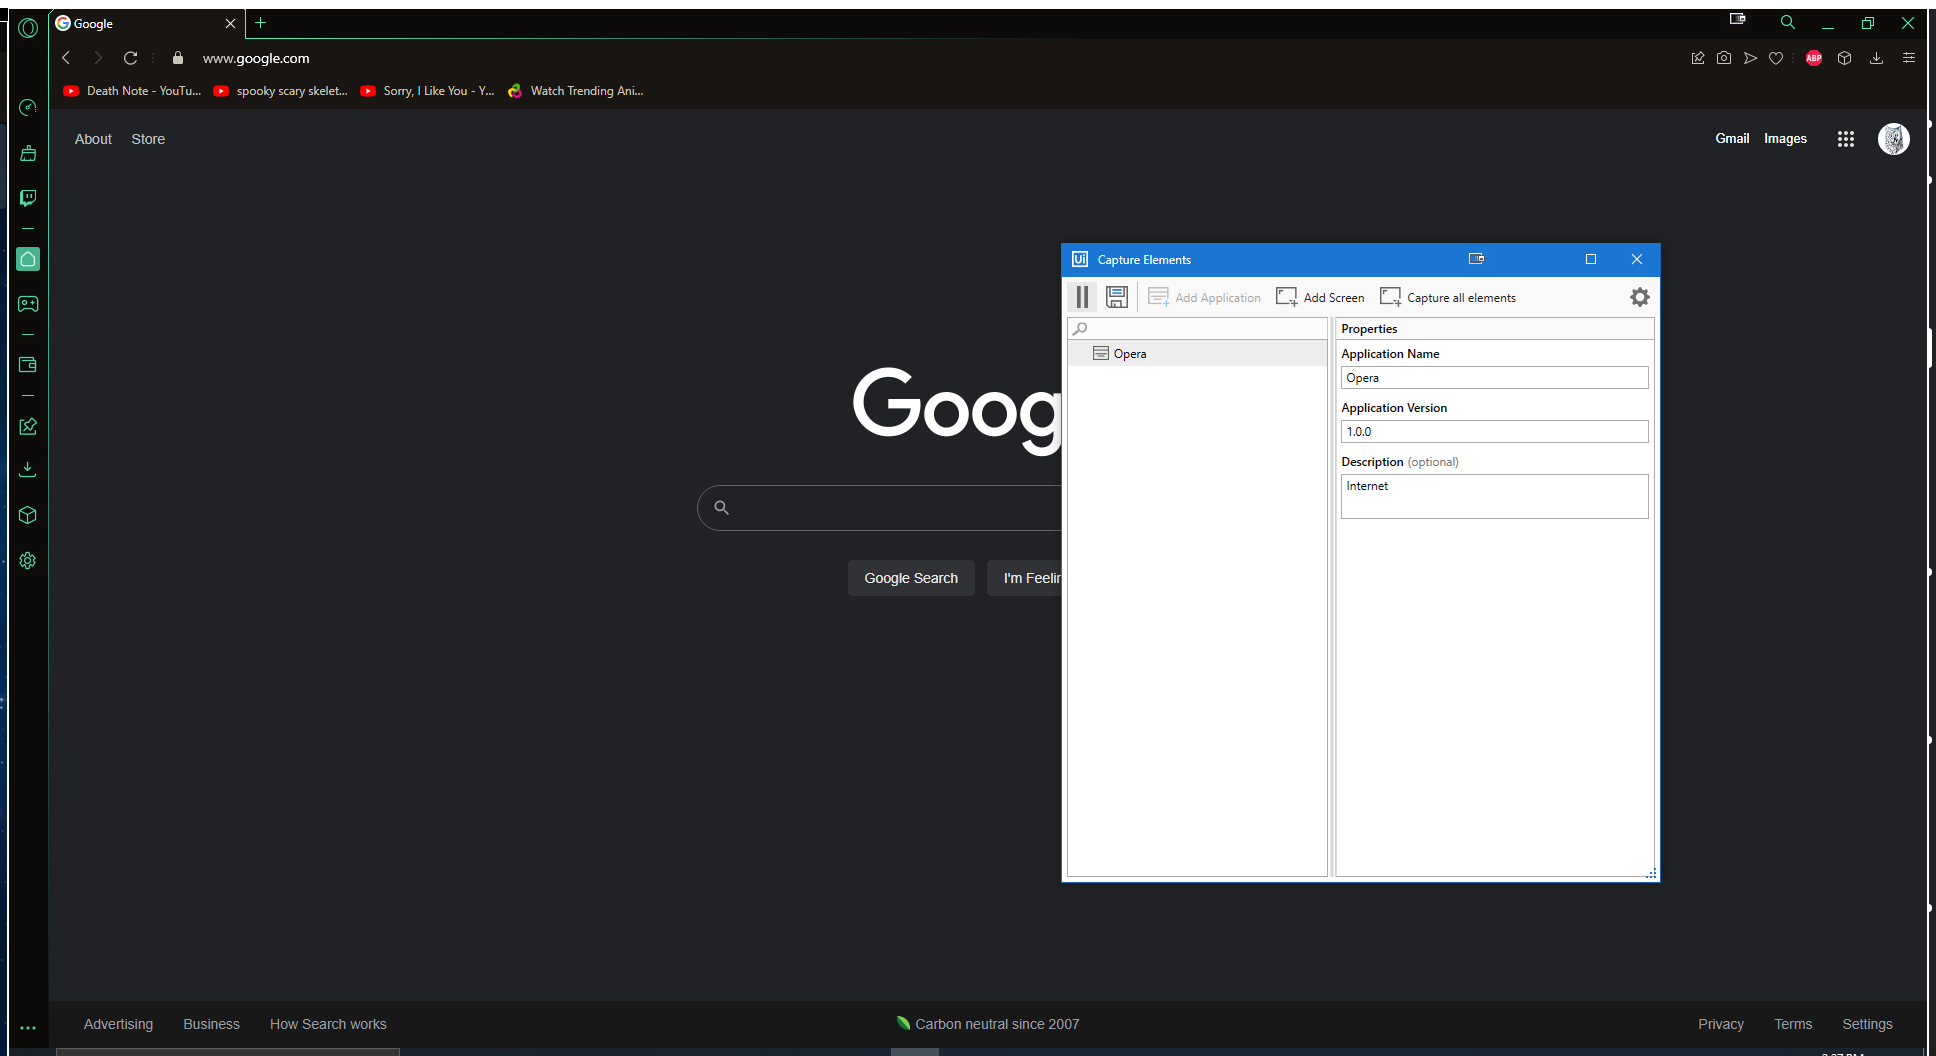 Google
www.google.com
ABP
Death Note - YouTu... spooky scary skelet... Sorry, I Like You - Y... Watch Trending Ani...
About Store Gmail Images
Ui Capture Elements
Add Application Add Screen Capture all elements
Properties
Opera
Application Name
Opera
Application Version
1.0.0
Description (optional)
Internet
Goog
Google Search I'm Feelin
Advertising Business How Search works Carbon neutral since 2007 Privacy Terms Settings